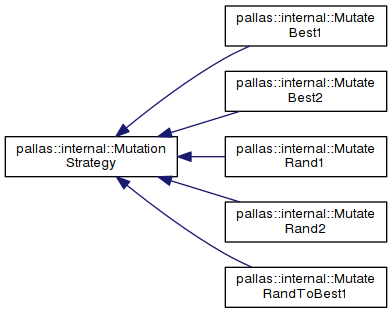 pallas::internal::Mutate
Best1
pallas::internal::Mutate
Best2
pallas::internal::Mutation
Strategy
pallas::internal::Mutate
Rand1
pallas::internal::Mutate
Rand2
pallas::internal::Mutate
RandToBest1